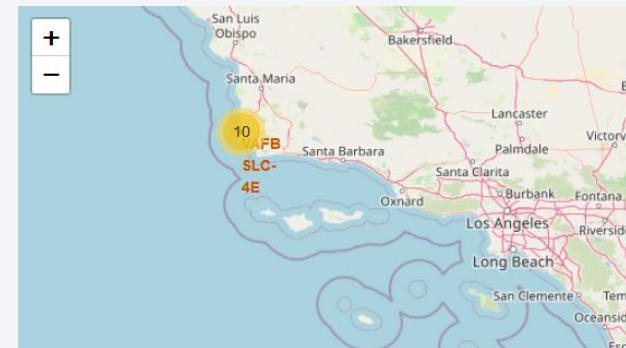 +
−
San Luis
Obispo
Bakersfield
Santa Maria
10
VAFB
SLC-
4E
Santa Barbara
Lancaster
Palmdale
Victorv
Santa Clarita
Oxnard
Burbank
Fontana
Los Angeles
Riverside
Long Beach
San Clemente
Tem
Oceansid
Esc